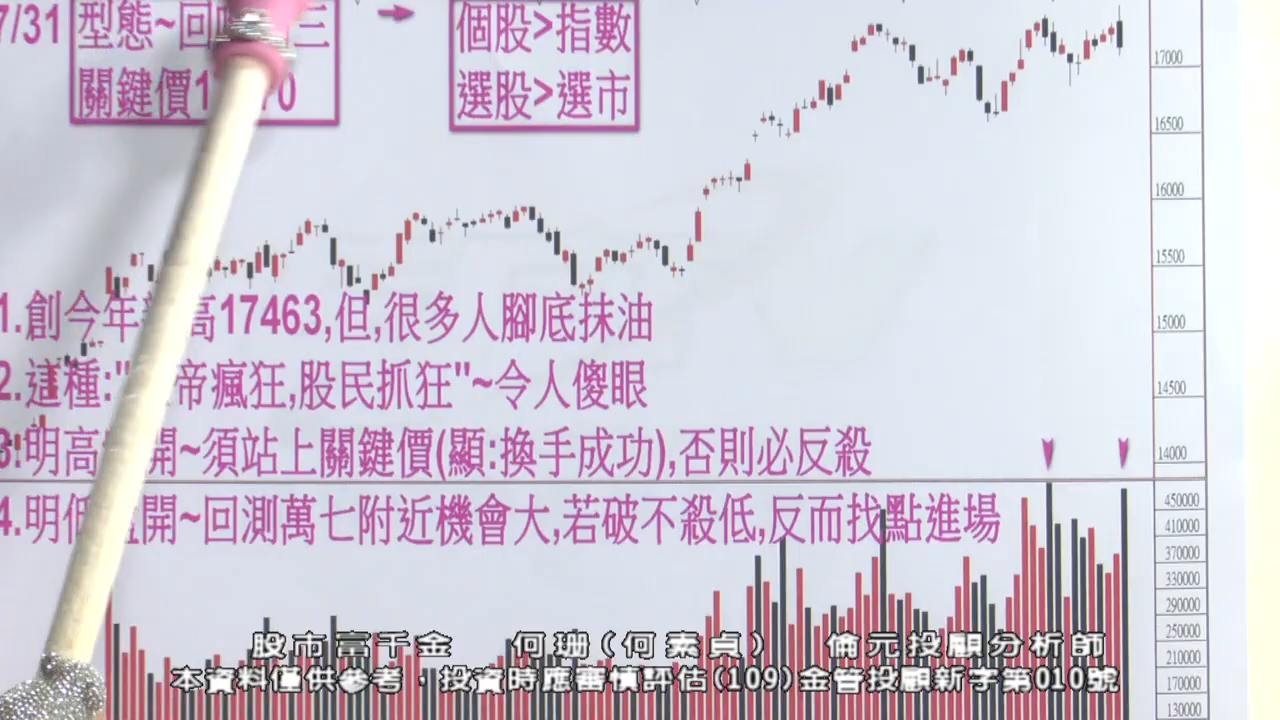 7/31
型態~回 三
關鍵價1 70
個股>指數
選股>選市
1.創今年 高17463,但,很多人腳底抹油
2.這種:" 帝瘋狂,股民抓狂"~令人傻眼
3.明高 開~須站上關鍵價(顯:換手成功),否則必反殺
4.明低 開~回測萬七附近機會大,若破不殺低,反而找點進場
17000
16500
16000
15500
15000
14500
14000
450000
410000
370000
330000
290000
250000
210000
170000
130000
股市富千金 何珊(何素貞) 倫元投顧分析師
本資料僅供參考,投資時應審慎評估(109)金管投顧新字第010號